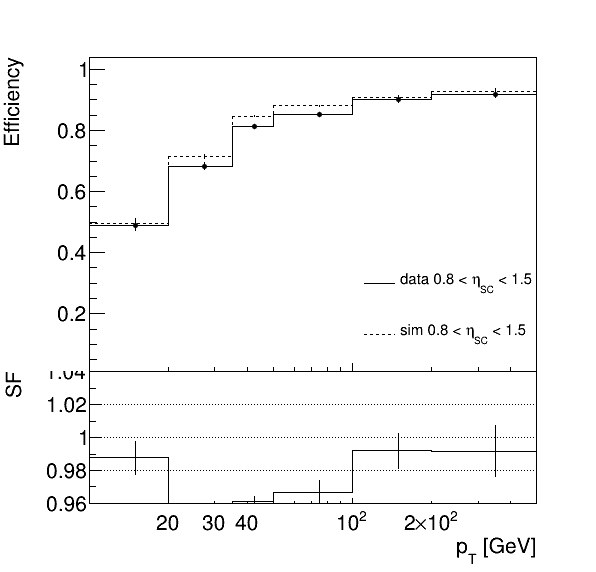 Efficiency
1
0.8
0.6
0.4
0.2
data 0.8 < η_SC < 1.5
sim 0.8 < η_SC < 1.5
SF
1.04
1.02
1
0.98
0.96
20 30 40 10² 2×10²
p_T [GeV]